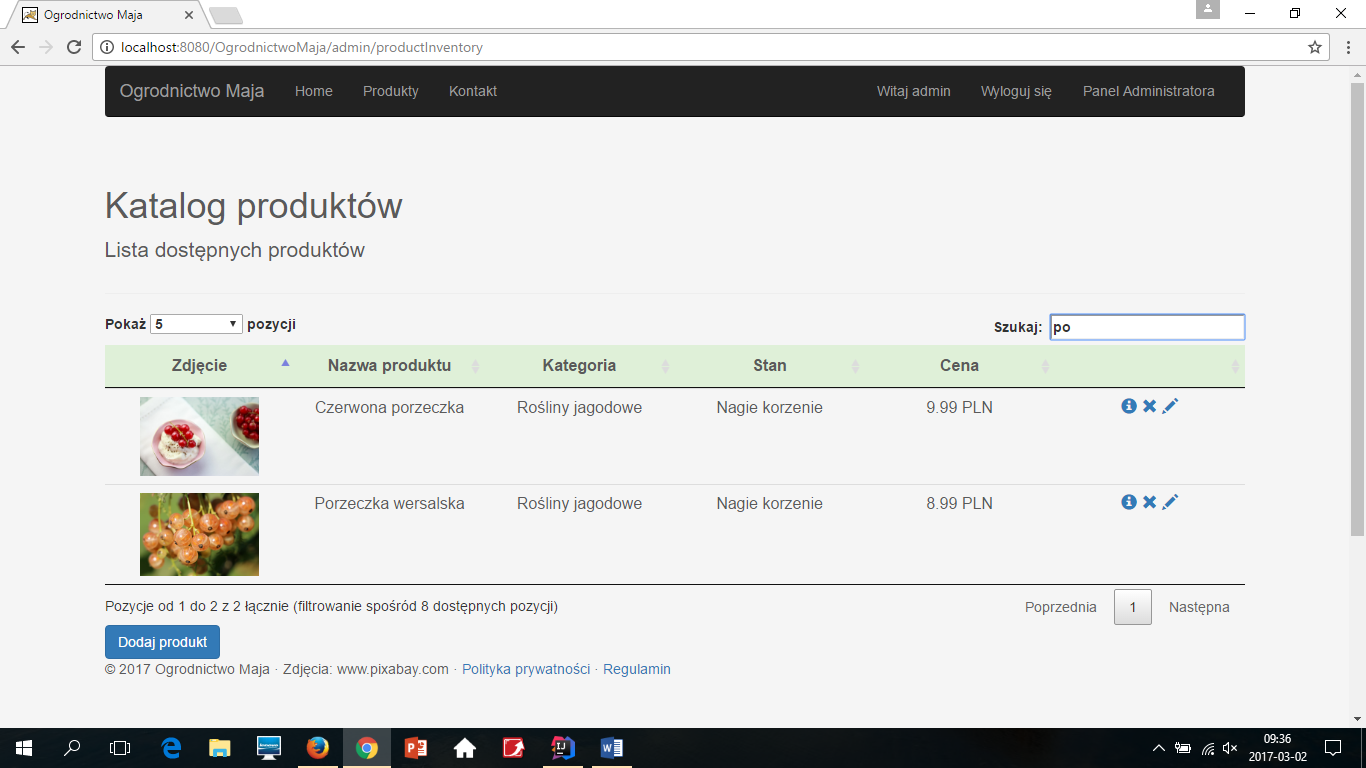 Ogrodnictwo Maja
localhost:8080/OgrodnictwoMaja/admin/productInventory
Ogrodnictwo Maja Home Produkty Kontakt Witaj admin Wyloguj się Panel Administratora
Katalog produktów
Lista dostępnych produktów
Pokaż 5 pozycji Szukaj: po
Zdjęcie Nazwa produktu Kategoria Stan Cena
Czerwona porzeczka Rośliny jagodowe Nagie korzenie 9.99 PLN
Porzeczka wersalska Rośliny jagodowe Nagie korzenie 8.99 PLN
Pozycje od 1 do 2 z 2 łącznie (filtrowanie spośród 8 dostępnych pozycji) Poprzednia 1 Następna
Dodaj produkt
© 2017 Ogrodnictwo Maja · Zdjęcia: www.pixabay.com · Polityka prywatności · Regulamin
09:36
2017-03-02